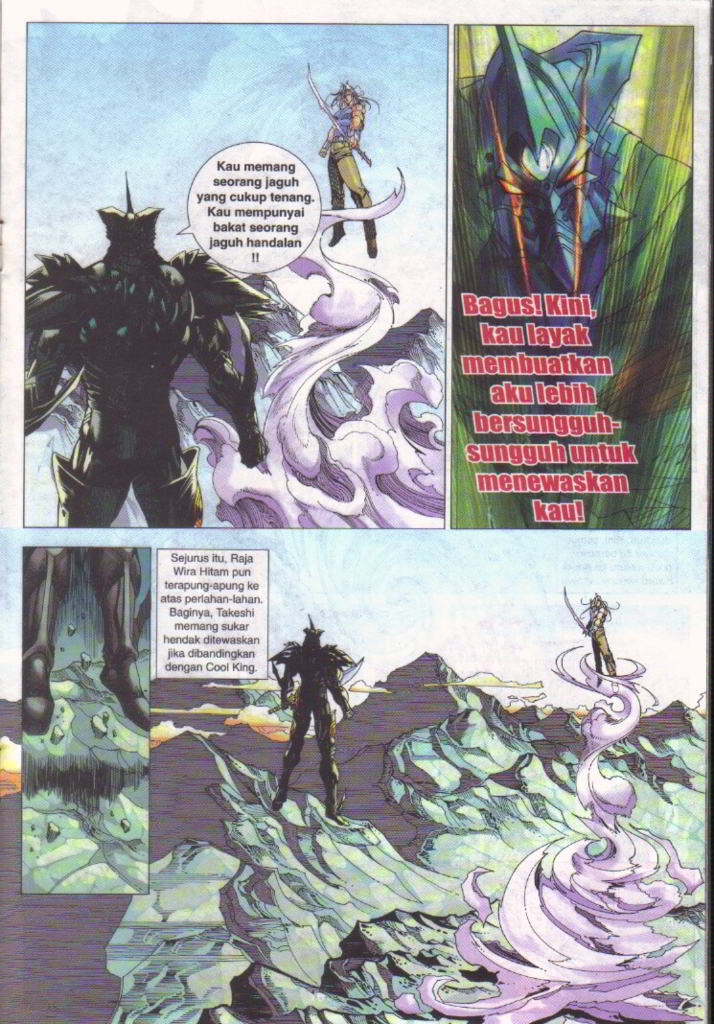 Kau memang
seorang jaguh
yang cukup tenang.
Kau mempunyai
bakat seorang
jaguh handalan
!!
Bagus! Kini,
kau layak
membuatkan
aku lebih
bersungguh-
sungguh untuk
menewaskan
kau!
Sejurus itu, Raja
Wira Hitam pun
terapung-apung ke
atas perlahan-lahan.
Baginya, Takeshi
memang sukar
hendak ditewaskan
jika dibandingkan
dengan Cool King.